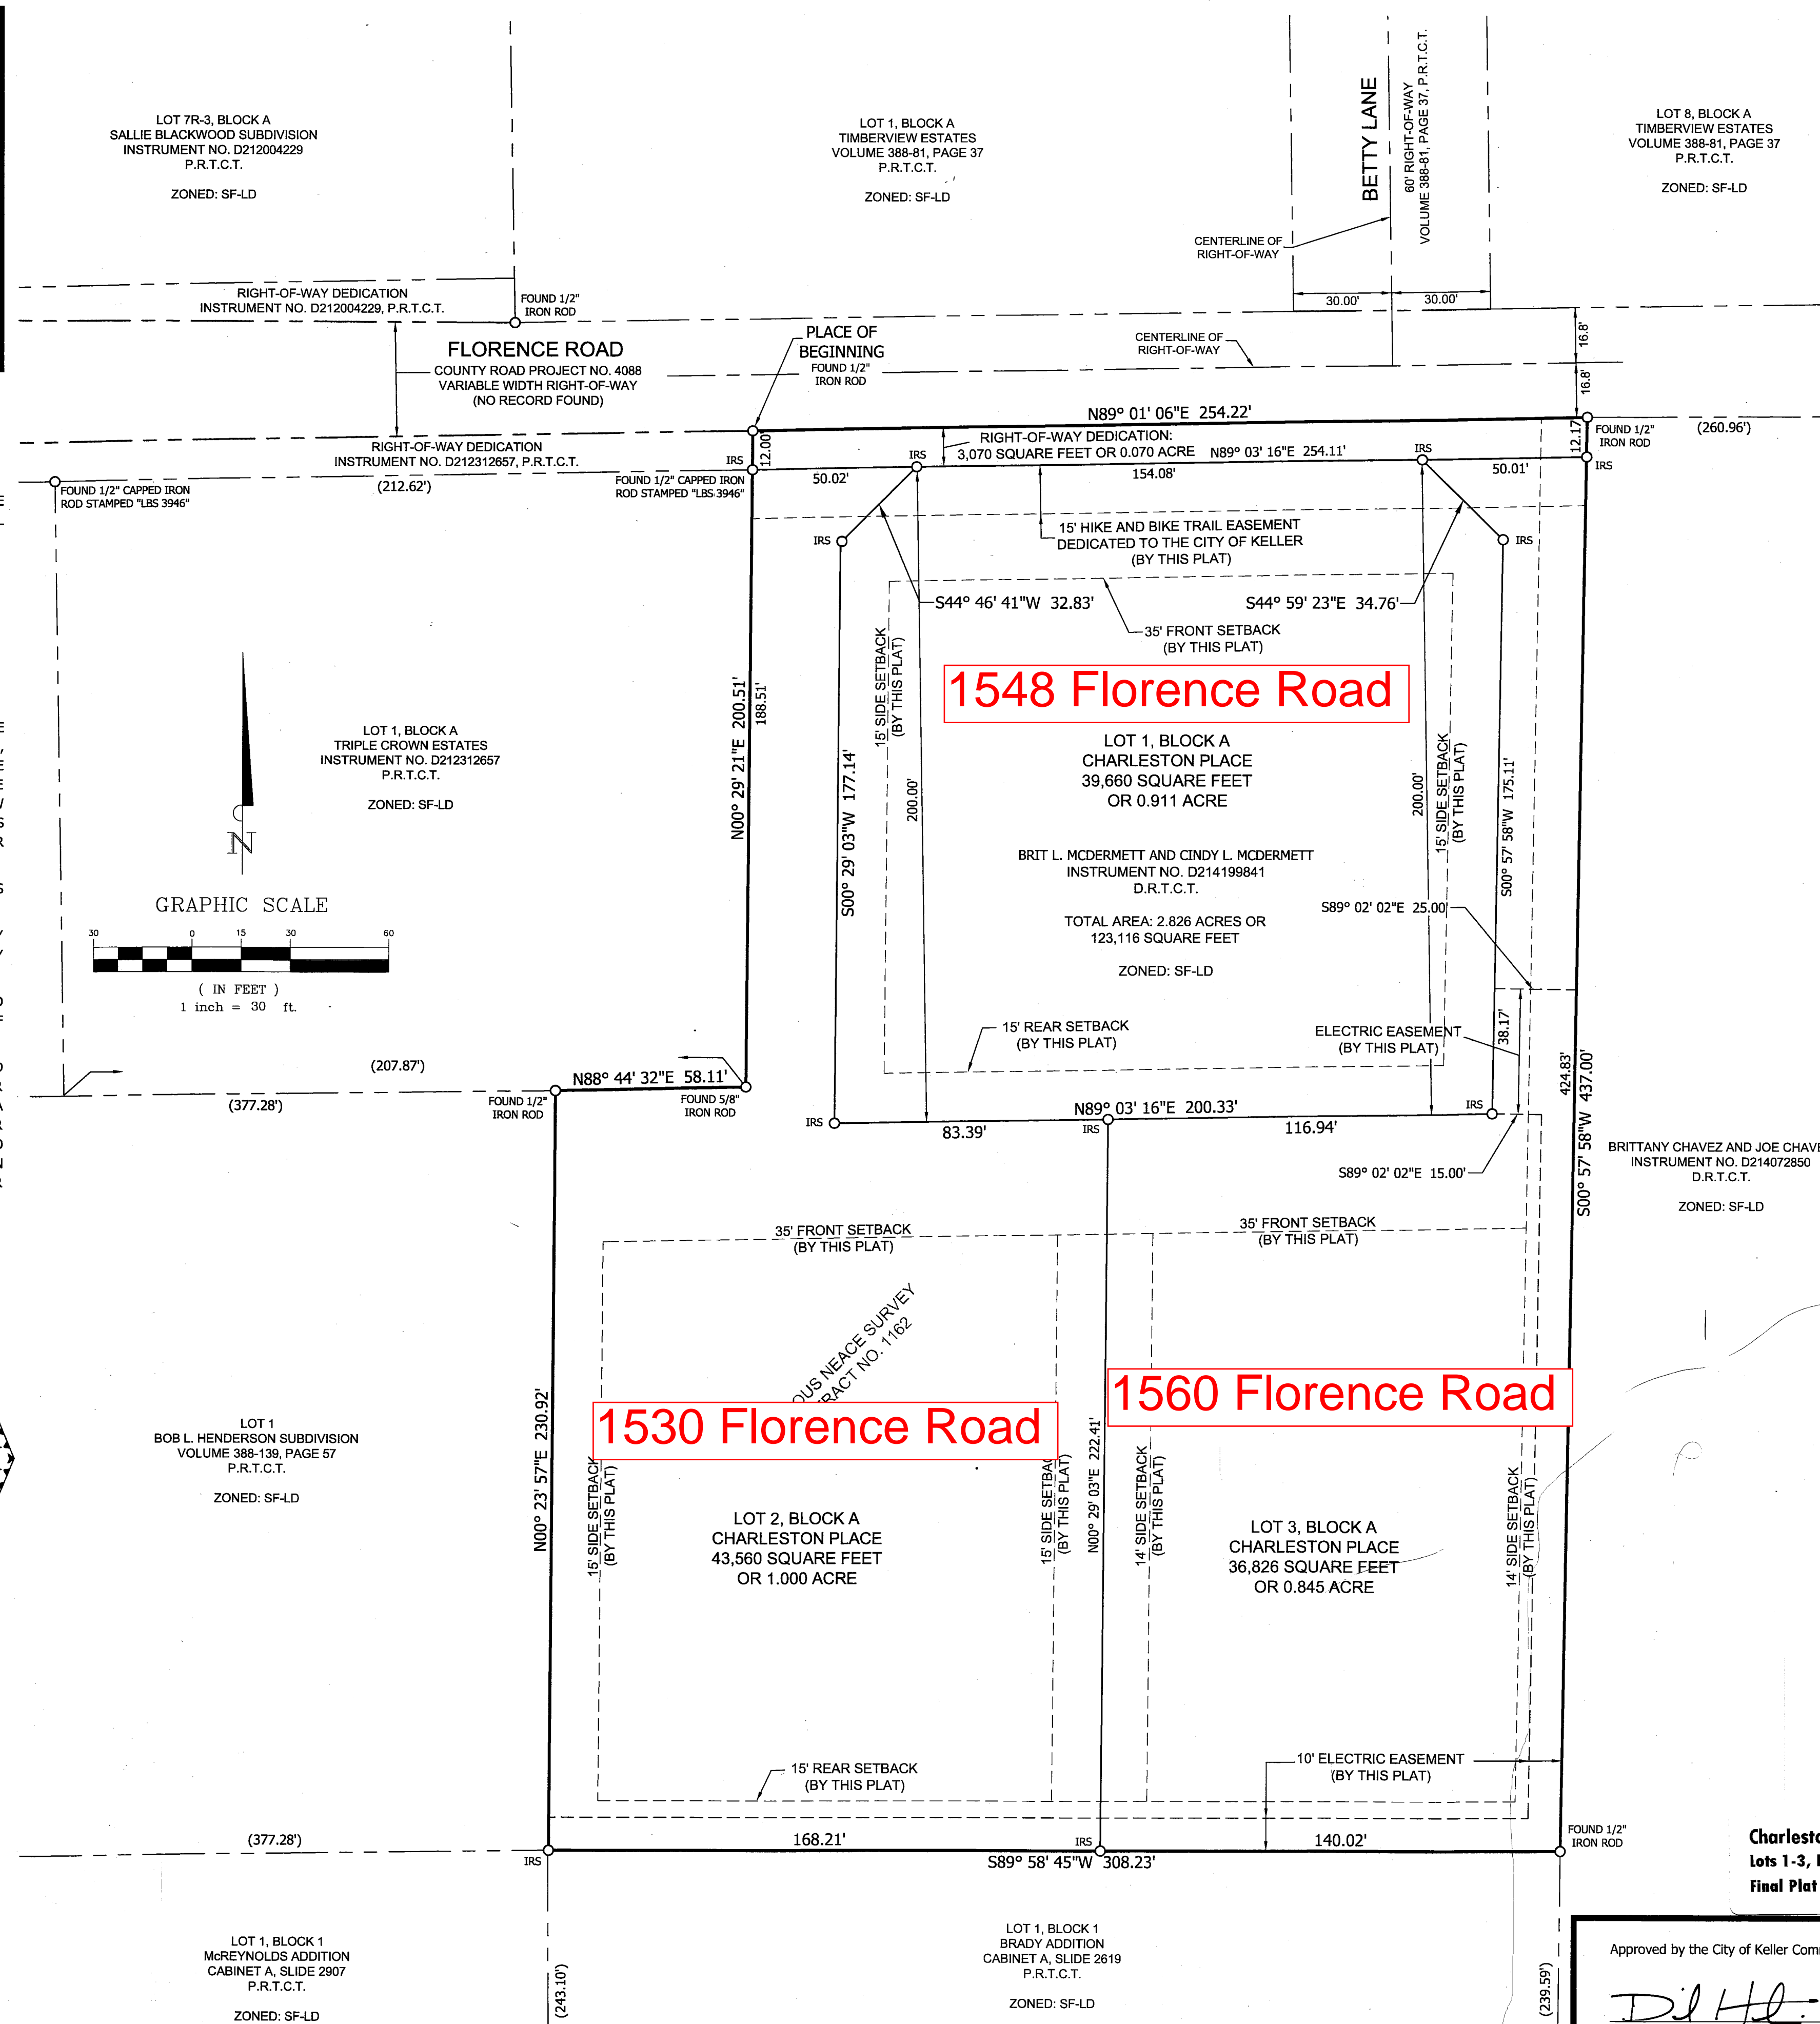 LOT 7R-3, BLOCK A
SALLIE BLACKWOOD SUBDIVISION
INSTRUMENT NO. D212004229
P.R.T.C.T.
ZONED: SF-LD
LOT 1, BLOCK A
TIMBERVIEW ESTATES
VOLUME 388-81, PAGE 37
P.R.T.C.T.
ZONED: SF-LD
BETTY LANE
60' RIGHT-OF-WAY
VOLUME 388-81, PAGE 37, P.R.T.C.T.
LOT 8, BLOCK A
TIMBERVIEW ESTATES
VOLUME 388-81, PAGE 37
P.R.T.C.T.
ZONED: SF-LD
CENTERLINE OF
RIGHT-OF-WAY
30.00'
30.00'
RIGHT-OF-WAY DEDICATION
INSTRUMENT NO. D212004229, P.R.T.C.T.
FOUND 1/2"
IRON ROD
FLORENCE ROAD
COUNTY ROAD PROJECT NO. 4088
VARIABLE WIDTH RIGHT-OF-WAY
(NO RECORD FOUND)
PLACE OF
BEGINNING
FOUND 1/2"
IRON ROD
CENTERLINE OF
RIGHT-OF-WAY
16.8'
16.8'
N89° 01' 06"E 254.22'
RIGHT-OF-WAY DEDICATION
INSTRUMENT NO. D212312657, P.R.T.C.T.
(212.62')
IRS
12.00'
RIGHT-OF-WAY DEDICATION:
3,070 SQUARE FEET OR 0.070 ACRE
N89° 03' 16"E 254.11'
12.17'
FOUND 1/2"
IRON ROD
(260.96')
IRS
FOUND 1/2" CAPPED IRON
ROD STAMPED "LBS 3946"
FOUND 1/2" CAPPED IRON
ROD STAMPED "LBS 3946"
IRS
50.02'
154.08'
50.01'
15' HIKE AND BIKE TRAIL EASEMENT
DEDICATED TO THE CITY OF KELLER
(BY THIS PLAT)
IRS
IRS
S44° 46' 41"W 32.83'
S44° 59' 23"E 34.76'
35' FRONT SETBACK
(BY THIS PLAT)
15' SIDE SETBACK
(BY THIS PLAT)
1548 Florence Road
LOT 1, BLOCK A
CHARLESTON PLACE
39,660 SQUARE FEET
OR 0.911 ACRE
N00° 29' 21"E 200.51'
188.51'
S00° 29' 03"W 177.14'
200.00'
200.00'
15' SIDE SETBACK
(BY THIS PLAT)
S00° 57' 58"W 175.11'
LOT 1, BLOCK A
TRIPLE CROWN ESTATES
INSTRUMENT NO. D212312657
P.R.T.C.T.
ZONED: SF-LD
N
BRIT L. MCDERMETT AND CINDY L. MCDERMETT
INSTRUMENT NO. D214199841
D.R.T.C.T.
TOTAL AREA: 2.826 ACRES OR
123,116 SQUARE FEET
ZONED: SF-LD
S89° 02' 02"E 25.00'
GRAPHIC SCALE
30 0 15 30 60
( IN FEET )
1 inch = 30 ft.
15' REAR SETBACK
(BY THIS PLAT)
ELECTRIC EASEMENT
(BY THIS PLAT)
38.17'
424.83'
S00° 57' 58"W 437.00'
(207.87')
(377.28')
N88° 44' 32"E 58.11'
FOUND 1/2"
IRON ROD
FOUND 5/8"
IRON ROD
IRS
N89° 03' 16"E 200.33'
IRS
83.39'
IRS
116.94'
S89° 02' 02"E 15.00'
BRITTANY CHAVEZ AND JOE CHAVE
INSTRUMENT NO. D214072850
D.R.T.C.T.
ZONED: SF-LD
35' FRONT SETBACK
(BY THIS PLAT)
35' FRONT SETBACK
(BY THIS PLAT)
OUS NEACE SURVEY
RACT NO. 1162
1560 Florence Road
1530 Florence Road
LOT 1
BOB L. HENDERSON SUBDIVISION
VOLUME 388-139, PAGE 57
P.R.T.C.T.
ZONED: SF-LD
N00° 23' 57"E 230.92'
15' SIDE SETBACK
(BY THIS PLAT)
LOT 2, BLOCK A
CHARLESTON PLACE
43,560 SQUARE FEET
OR 1.000 ACRE
15' SIDE SETBAC
(BY THIS PLAT)
N00° 29' 03"E 222.41'
14' SIDE SETBACK
(BY THIS PLAT)
LOT 3, BLOCK A
CHARLESTON PLACE
36,826 SQUARE FEET
OR 0.845 ACRE
14' SIDE SETBACK
(BY THIS PLAT)
15' REAR SETBACK
(BY THIS PLAT)
10' ELECTRIC EASEMENT
(BY THIS PLAT)
(377.28')
IRS
168.21'
IRS
S89° 58' 45"W 308.23'
140.02'
FOUND 1/2"
IRON ROD
Charlest
Lots 1-3,
Final Plat
LOT 1, BLOCK 1
McREYNOLDS ADDITION
CABINET A, SLIDE 2907
P.R.T.C.T.
ZONED: SF-LD
(243.10')
LOT 1, BLOCK 1
BRADY ADDITION
CABINET A, SLIDE 2619
P.R.T.C.T.
ZONED: SF-LD
(239.59')
Approved by the City of Keller Com